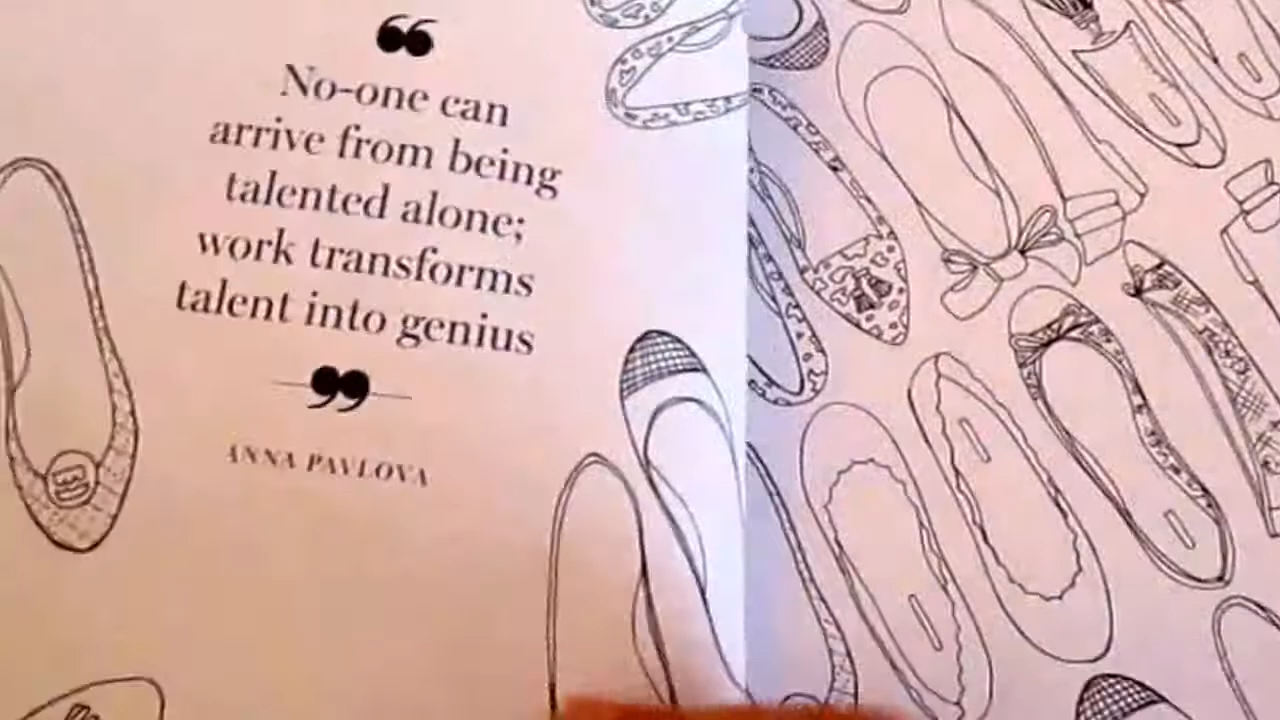 “
No-one can
arrive from being
talented alone;
work transforms
talent into genius
”
ANNA PAVLOVA